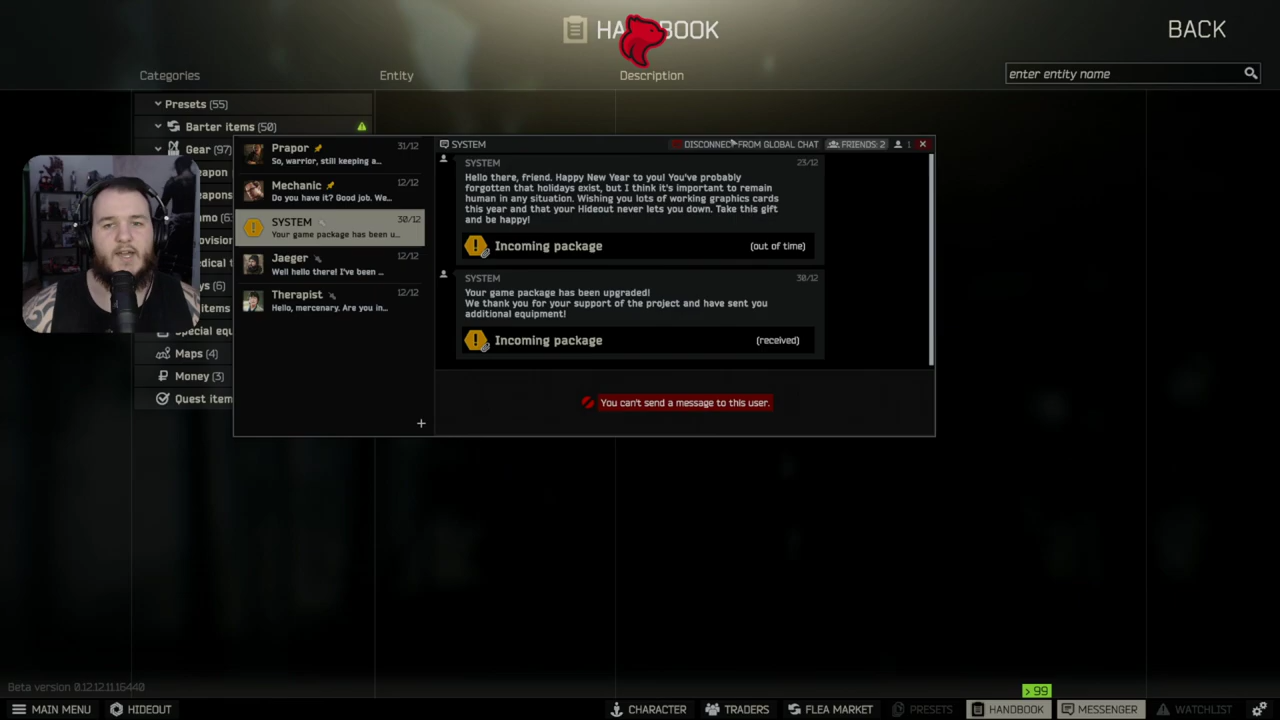 HA BOOK
BACK
Categories
Entity
Description
enter entity name
Presets (55)
Barter items (50)
Gear (97)
Maps (4)
Money (3)
Quest item
Prapor
31/12
So, warrior, still keeping a...
Mechanic
12/12
Do you have it? Good job. We...
SYSTEM
30/12
Your game package has been u...
Jaeger
12/12
Well hello there! I've been ...
Therapist
12/12
Hello, mercenary. Are you in...
+
SYSTEM
DISCONNECT FROM GLOBAL CHAT
FRIENDS: 2
1
SYSTEM
23/12
Hello there, friend. Happy New Year to you! You've probably
forgotten that holidays exist, but I think it's important to remain
human in any situation. Wishing you lots of working graphics cards
this year and that your Hideout never lets you down. Take this gift
and be happy!
Incoming package
(out of time)
SYSTEM
30/12
Your game package has been upgraded!
We thank you for your support of the project and have sent you
additional equipment!
Incoming package
(received)
You can't send a message to this user.
Beta version 0.12.12.11.16440
> 99
MAIN MENU
HIDEOUT
CHARACTER
TRADERS
FLEA MARKET
PRESETS
HANDBOOK
MESSENGER
WATCHLIST